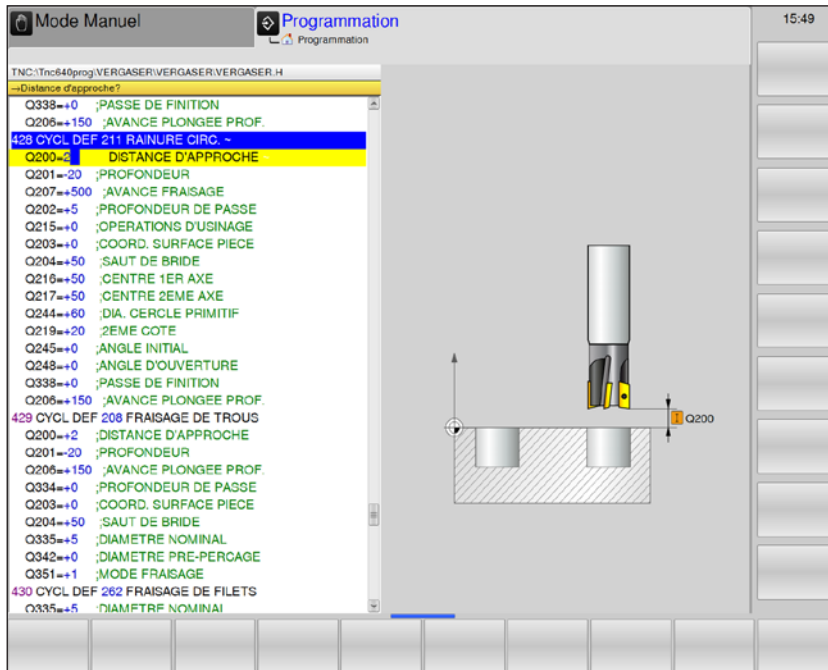 Mode Manuel
Programmation
Programmation
15:49
TNC:\Tnc640prog\VERGASER\VERGASER\VERGASER.H
→Distance d'approche?
Q338=+0 ;PASSE DE FINITION
Q206=+150 ;AVANCE PLONGEE PROF.
428 CYCL DEF 211 RAINURE CIRC. ~
Q200=2 DISTANCE D'APPROCHE ~
Q201=-20 ;PROFONDEUR
Q207=+500 ;AVANCE FRAISAGE
Q202=+5 ;PROFONDEUR DE PASSE
Q215=+0 ;OPERATIONS D'USINAGE
Q203=+0 ;COORD. SURFACE PIECE
Q204=+50 ;SAUT DE BRIDE
Q216=+50 ;CENTRE 1ER AXE
Q217=+50 ;CENTRE 2EME AXE
Q244=+60 ;DIA. CERCLE PRIMITIF
Q219=+20 ;2EME COTE
Q245=+0 ;ANGLE INITIAL
Q248=+0 ;ANGLE D'OUVERTURE
Q338=+0 ;PASSE DE FINITION
Q206=+150 ;AVANCE PLONGEE PROF.
429 CYCL DEF 208 FRAISAGE DE TROUS
Q200=+2 ;DISTANCE D'APPROCHE
Q201=-20 ;PROFONDEUR
Q206=+150 ;AVANCE PLONGEE PROF.
Q334=+0 ;PROFONDEUR DE PASSE
Q203=+0 ;COORD. SURFACE PIECE
Q204=+50 ;SAUT DE BRIDE
Q335=+5 ;DIAMETRE NOMINAL
Q342=+0 ;DIAMETRE PRE-PERCAGE
Q351=+1 ;MODE FRAISAGE
430 CYCL DEF 262 FRAISAGE DE FILETS
Q335=+5 ;DIAMETRE NOMINAL
I Q200